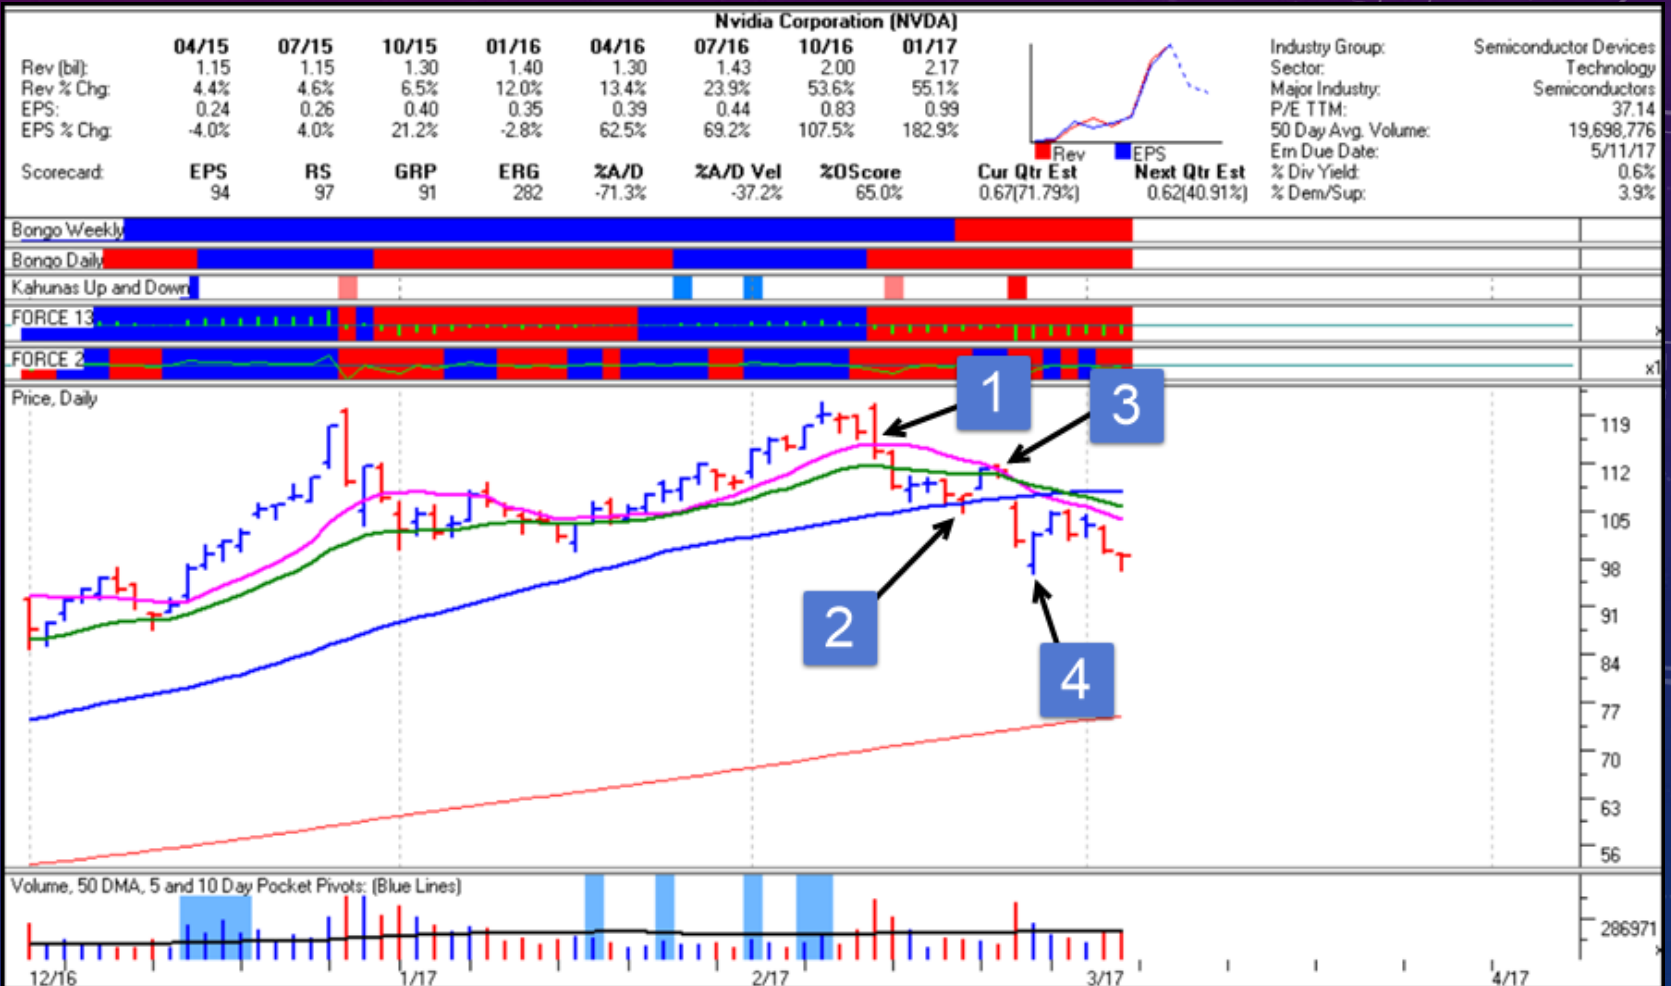 Nvidia Corporation (NVDA)
04/15 07/15 10/15 01/16 04/16 07/16 10/16 01/17
Rev (bil): 1.15 1.15 1.30 1.40 1.30 1.43 2.00 2.17
Rev % Chg: 4.4% 4.6% 6.5% 12.0% 13.4% 23.9% 53.6% 55.1%
EPS: 0.24 0.26 0.40 0.35 0.39 0.44 0.83 0.99
EPS % Chg: -4.0% 4.0% 21.2% -2.8% 62.5% 69.2% 107.5% 182.9%
Rev EPS
Scorecard: EPS RS GRP ERG %A/D %A/D Vel %OScore Cur Qtr Est Next Qtr Est
94 97 91 282 -71.3% -37.2% 65.0% 0.67(71.79%) 0.62(40.91%)
Industry Group: Semiconductor Devices
Sector: Technology
Major Industry: Semiconductors
P/E TTM: 37.14
50 Day Avg. Volume: 19,698,776
Ern Due Date: 5/11/17
% Div Yield: 0.6%
% Dem/Sup: 3.9%
Bongo Weekly
Bongo Daily
Kahunas Up and Down
FORCE 13
x
FORCE 2
x1
Price, Daily
1
3
2
4
119
112
105
98
91
84
77
70
63
56
Volume, 50 DMA, 5 and 10 Day Pocket Pivots: (Blue Lines)
286971
x
12/16 1/17 2/17 3/17 4/17